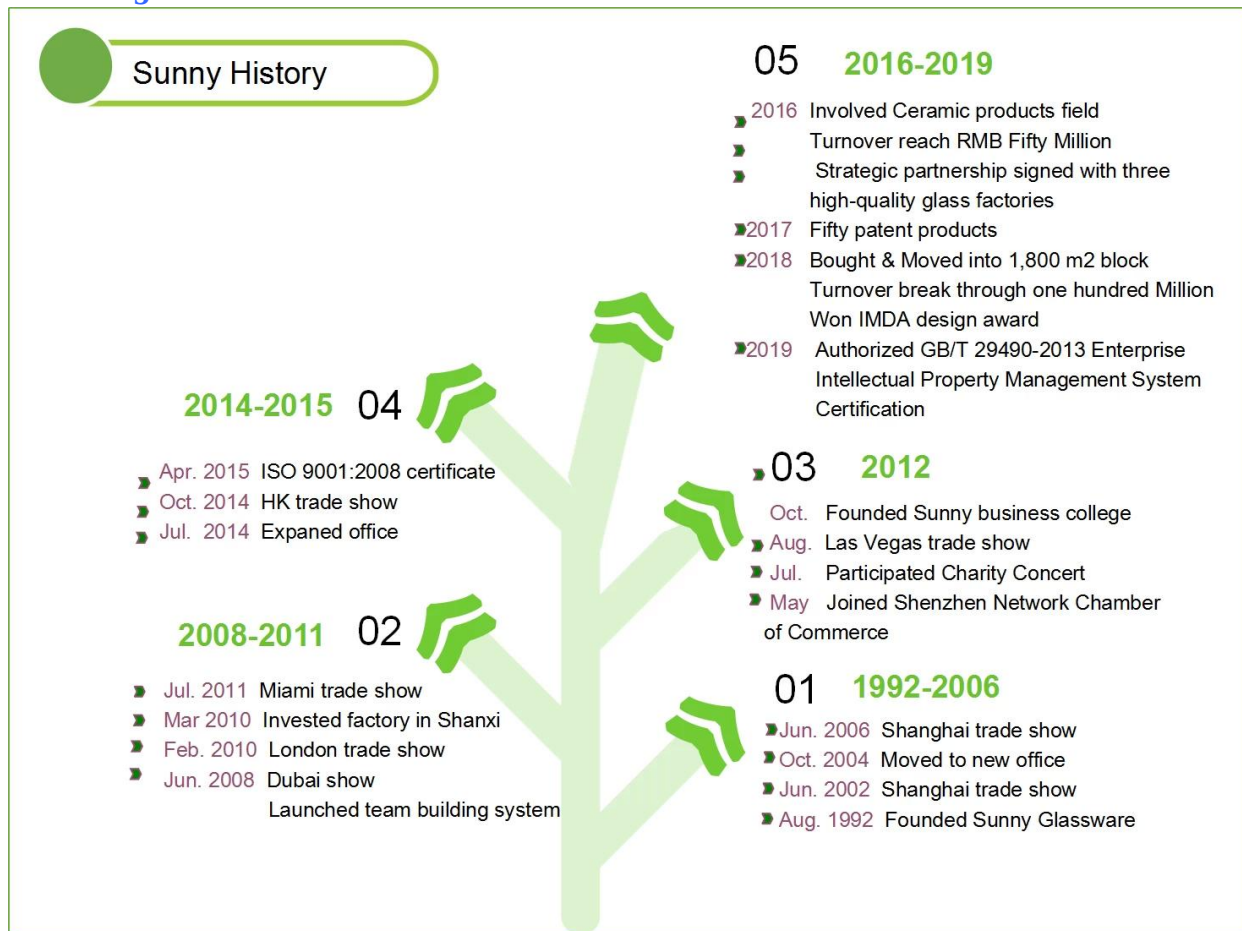 Sunny History
05 2016-2019
2016 Involved Ceramic products field
Turnover reach RMB Fifty Million
Strategic partnership signed with three
high-quality glass factories
2017 Fifty patent products
2018 Bought & Moved into 1,800 m2 block
Turnover break through one hundred Million
Won IMDA design award
2019 Authorized GB/T 29490-2013 Enterprise
Intellectual Property Management System
Certification
2014-2015 04
Apr. 2015 ISO 9001:2008 certificate
Oct. 2014 HK trade show
Jul. 2014 Expaned office
03 2012
Oct. Founded Sunny business college
Aug. Las Vegas trade show
Jul. Participated Charity Concert
May Joined Shenzhen Network Chamber
of Commerce
2008-2011 02
Jul. 2011 Miami trade show
Mar 2010 Invested factory in Shanxi
Feb. 2010 London trade show
Jun. 2008 Dubai show
Launched team building system
01 1992-2006
Jun. 2006 Shanghai trade show
Oct. 2004 Moved to new office
Jun. 2002 Shanghai trade show
Aug. 1992 Founded Sunny Glassware